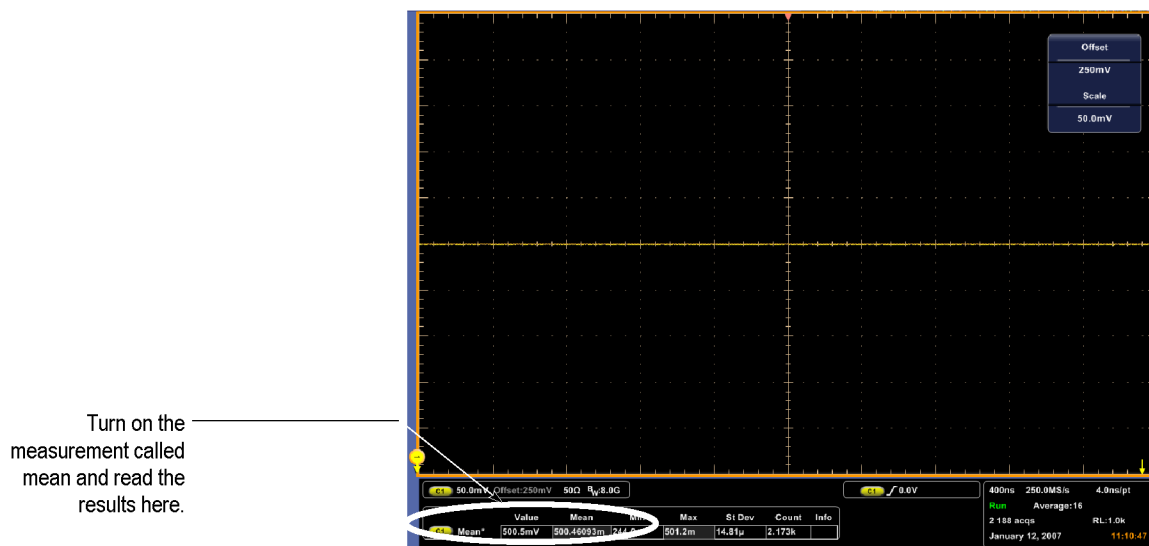 Offset
250mV
Scale
50.0mV
Turn on the
measurement called
mean and read the
results here.
C1 50.0mV Offset:250mV 50Ω BW:8.0G
C1 0.0V
400ns 250.0MS/s 4.0ns/pt
Run Average:16
2 188 acqs RL:1.0k
January 12, 2007 11:10:47
Value Mean Max St Dev Count Info
C1 Mean* 500.5mV 500.46093m 501.2m 14.81µ 2.173k